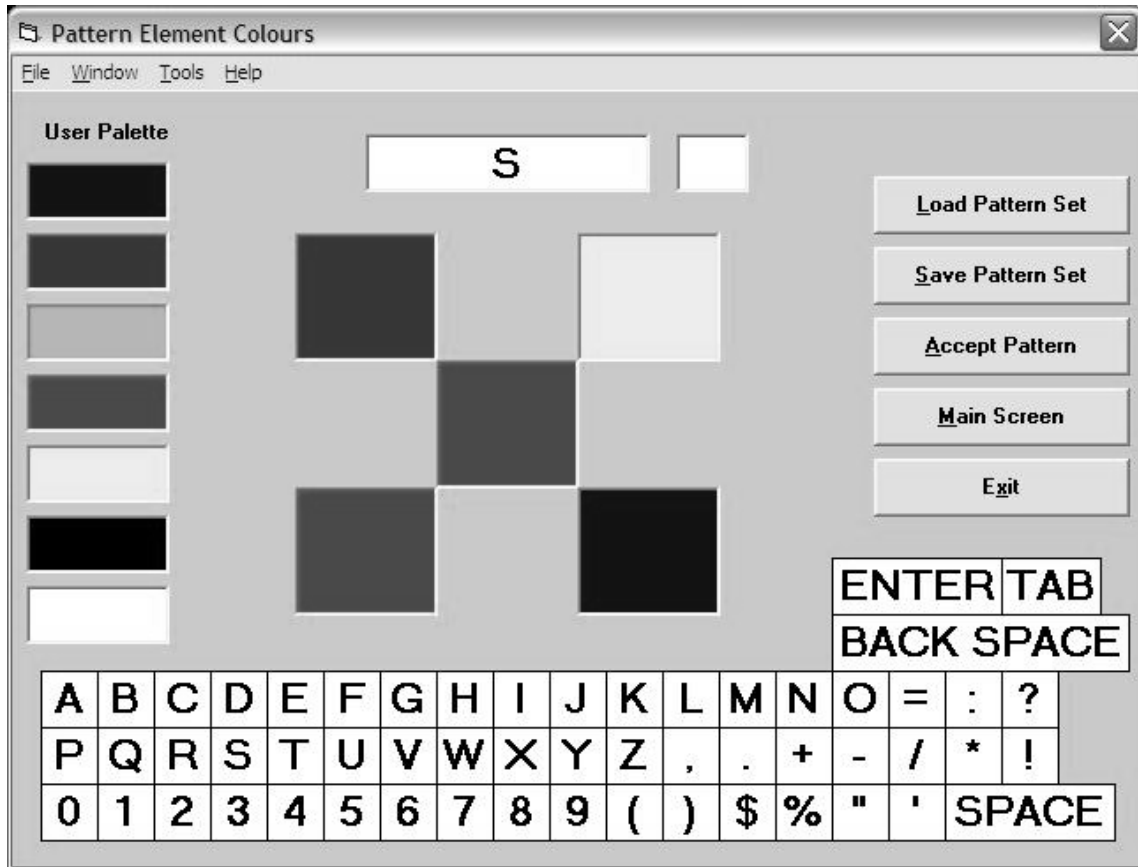 Pattern Element Colours
File Window Tools Help
User Palette
S
Load Pattern Set
Save Pattern Set
Accept Pattern
Main Screen
Exit
ENTER TAB
BACK SPACE
A B C D E F G H I J K L M N O = : ?
P Q R S T U V W X Y Z , . + - / * !
0 1 2 3 4 5 6 7 8 9 ( ) $ % " ' SPACE